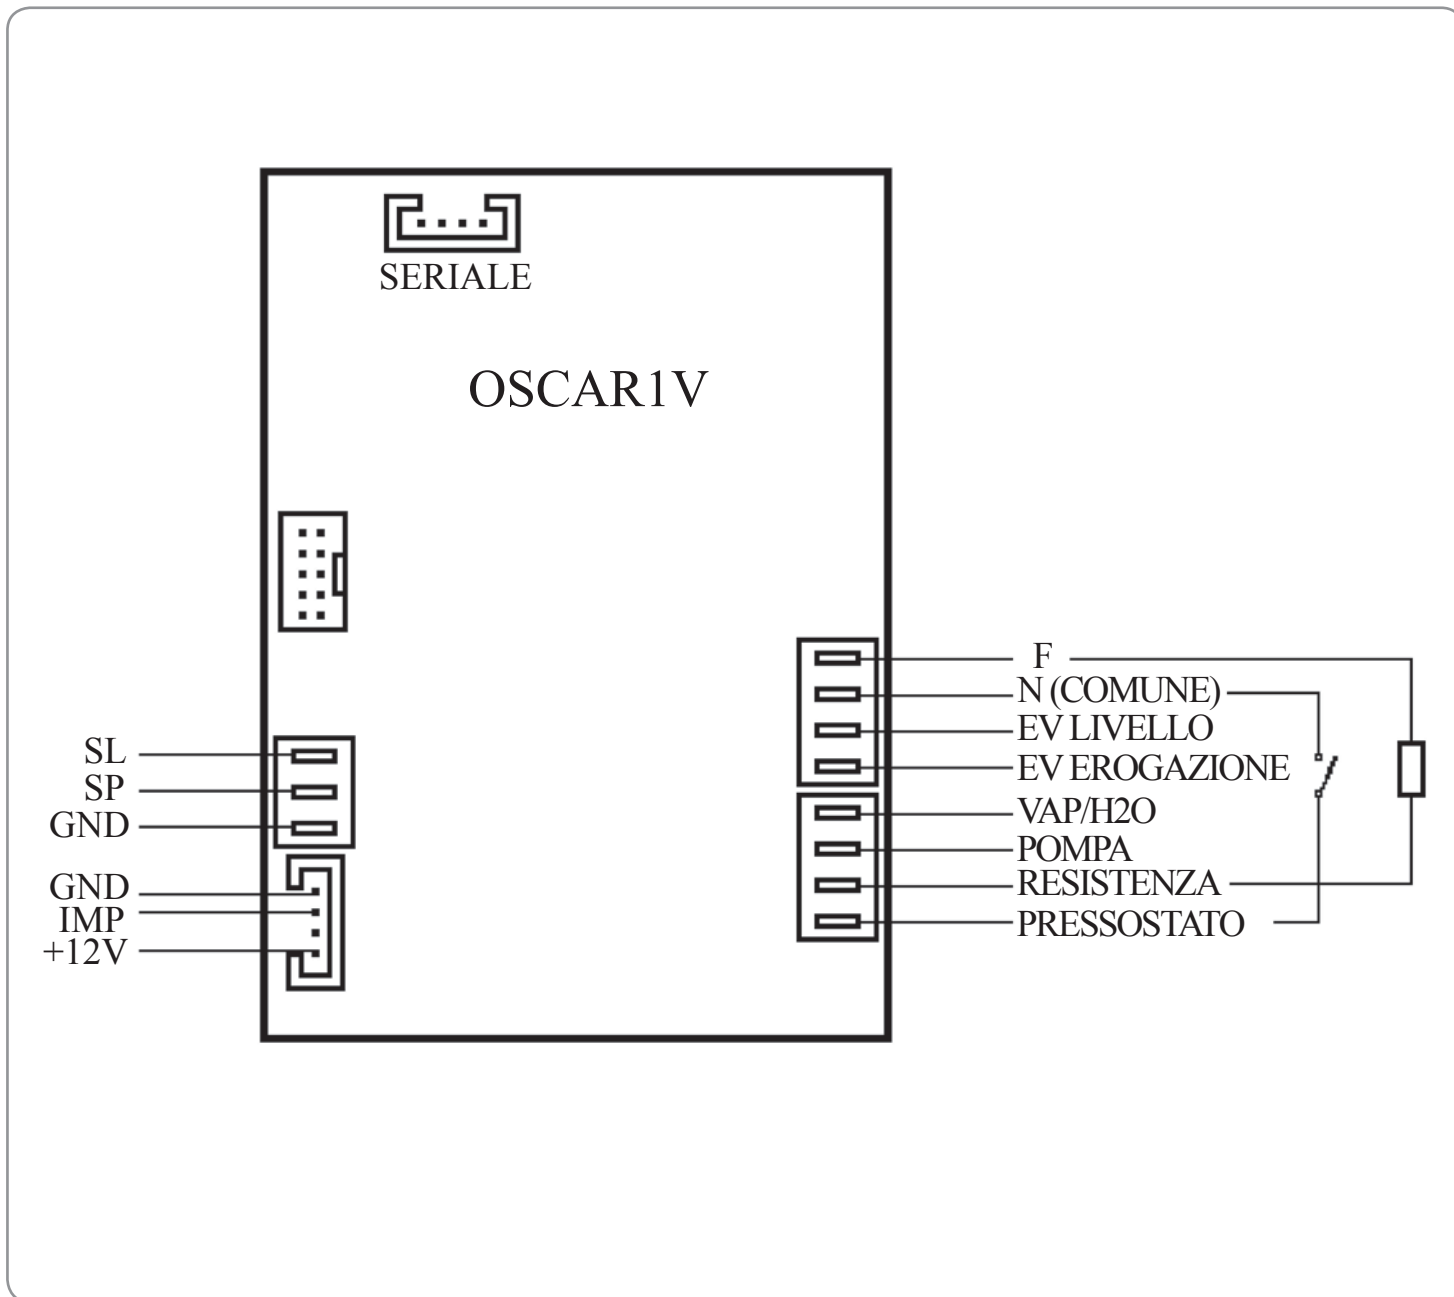 SERIALE
OSCAR1V
SL
SP
GND
GND
IMP
+12V
F
N (COMUNE)
EV LIVELLO
EV EROGAZIONE
VAP/H2O
POMPA
RESISTENZA
PRESSOSTATO